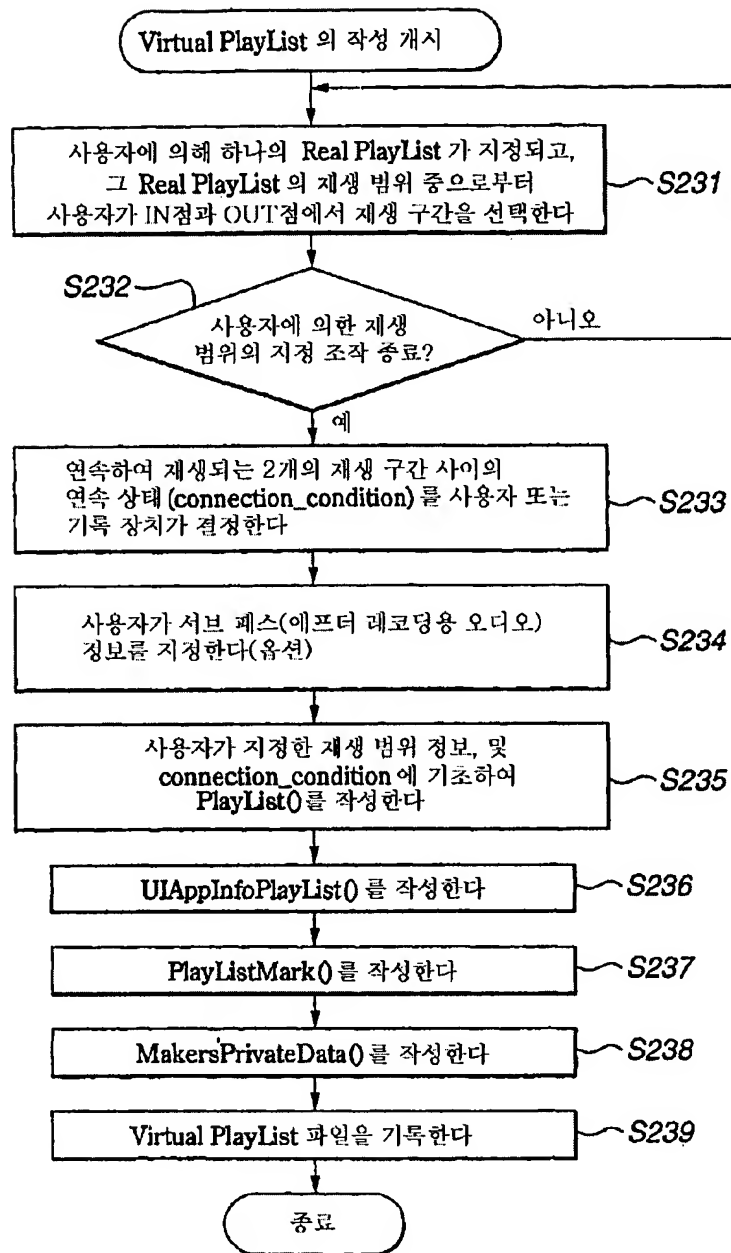 Virtual PlayList 의 작성 개시
사용자에 의해 하나의 Real PlayList 가 지정되고,
그 Real PlayList 의 재생 범위 중으로부터
사용자가 IN점과 OUT점에서 재생 구간을 선택한다
S231
S232
사용자에 의한 재생
범위의 지정 조작 종료?
아니오
예
연속하여 재생되는 2개의 재생 구간 사이의
연속 상태 (connection_condition) 를 사용자 또는
기록 장치가 결정한다
S233
사용자가 서브 패스(애프터 레코딩용 오디오)
정보를 지정한다(옵션)
S234
사용자가 지정한 재생 범위 정보, 및
connection_condition 에 기초하여
PlayList() 를 작성한다
S235
UIAppInfoPlayList() 를 작성한다
S236
PlayListMark() 를 작성한다
S237
Makers'PrivateData() 를 작성한다
S238
Virtual PlayList 파일을 기록한다
S239
종료